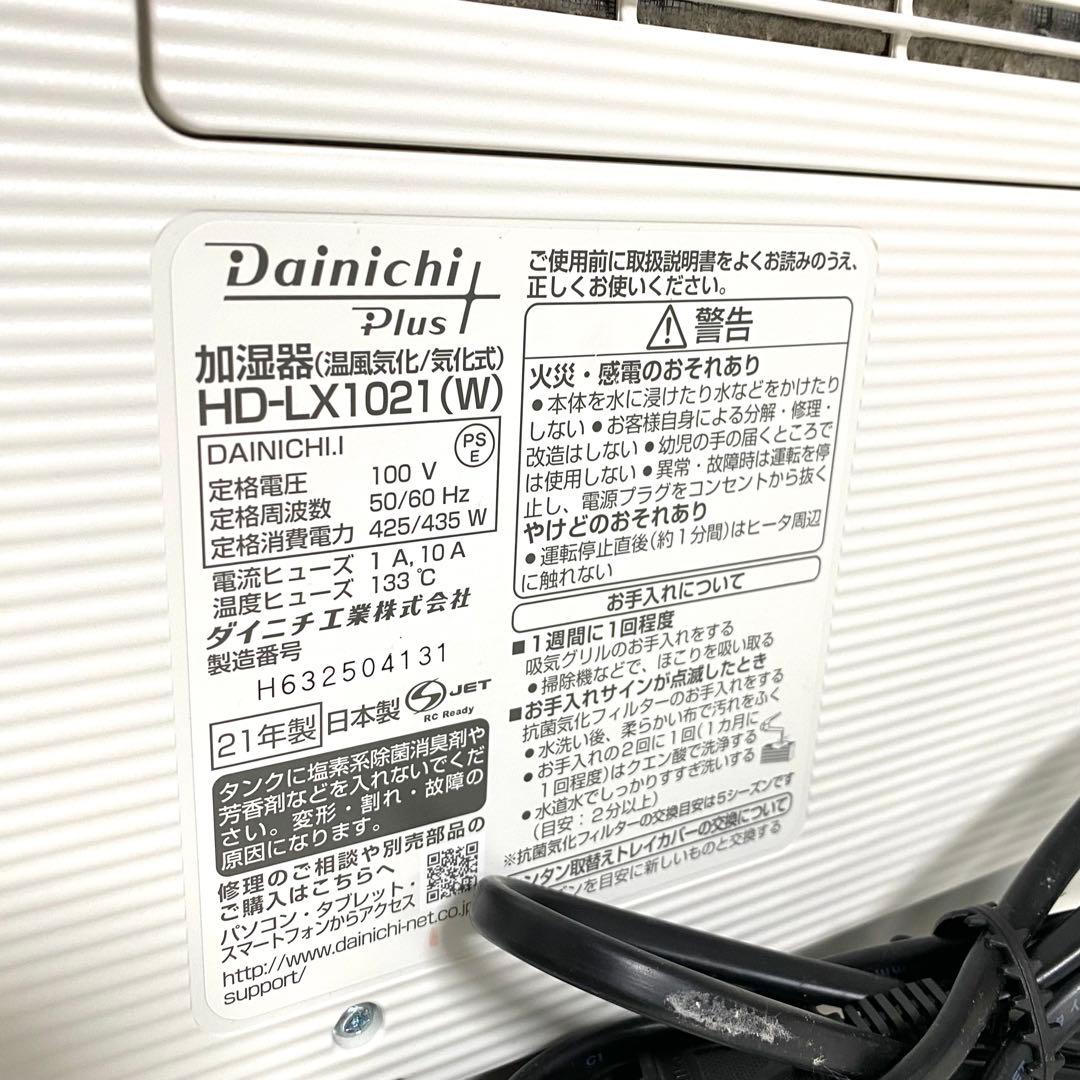 Dainichi
Plus
加湿器(温風気化/気化式)
HD-LX1021(W)
DAINICHI.I
PS
E
定格電圧 100 V
定格周波数 50/60 Hz
定格消費電力 425/435 W
電流ヒューズ 1 A, 10 A
温度ヒューズ 133 ℃
ダイニチ工業株式会社
製造番号
H632504131
21年製 日本製 S JET
RC Ready
タンクに塩素系除菌消臭剤や
芳香剤などを入れないでくだ
さい。変形・割れ・故障の
原因になります。
修理のご相談や別売部品の
ご購入はこちらへ
パソコン・タブレット・
スマートフォンからアクセス
http://www.dainichi-net.co.jp
support/
ご使用前に取扱説明書をよくお読みのうえ、
正しくお使いください。
警告
火災・感電のおそれあり
●本体を水に浸けたり水などをかけたり
しない ●お客様自身による分解・修理・
改造はしない ●幼児の手の届くところで
は使用しない ●異常・故障時は運転を停
止し、電源プラグをコンセントから抜く
やけどのおそれあり
●運転停止直後(約1分間)はヒータ周辺
に触れない
お手入れについて
■1週間に1回程度
吸気グリルのお手入れをする
●掃除機などで、ほこりを吸い取る
■お手入れサインが点滅したとき
抗菌気化フィルターのお手入れをする
●水洗い後、柔らかい布で汚れをふく
●お手入れの2回に1回(1カ月に
1回程度)はクエン酸で洗浄する
●水道水でしっかりすすぎ洗いする
(目安:2分以上)
※抗菌気化フィルターの交換目安は5シーズンです
ンタン取替えトレイカバーの交換について
ンを目安に新しいものと交換する